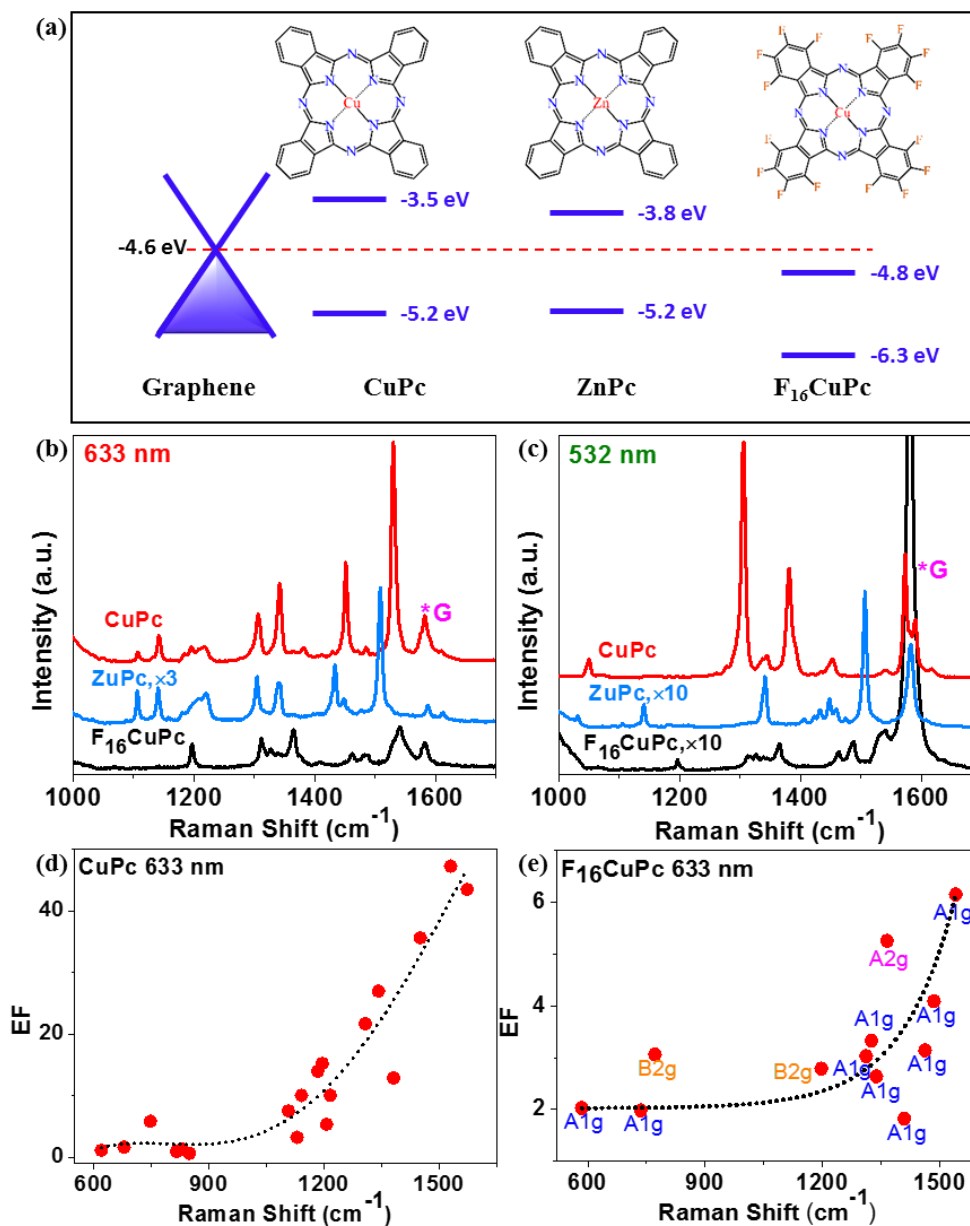 (a)
N N N N N N N N Cu
N N N N N N N N Zn
F F F F F F F F F F F F F F F F N N N N N N N N Cu
-3.5 eV
-3.8 eV
-4.6 eV
-4.8 eV
-5.2 eV
-5.2 eV
-6.3 eV
Graphene CuPc ZnPc F₁₆CuPc
(b) 633 nm
Intensity (a.u.)
*G
CuPc
ZuPc,×3
F₁₆CuPc
1000 1200 1400 1600
Raman Shift (cm⁻¹)
(c) 532 nm
Intensity (a.u.)
*G
CuPc
ZuPc,×10
F₁₆CuPc,×10
1000 1200 1400 1600
Raman Shift (cm⁻¹)
(d) CuPc 633 nm
EF
40
20
0
600 900 1200 1500
Raman Shift (cm⁻¹)
(e) F₁₆CuPc 633 nm
EF
6
4
2
A1g
A2g
A1g
A1g
B2g B2g A1g A1g
A1g
A1g A1g A1g
600 900 1200 1500
Raman Shift (cm⁻¹)